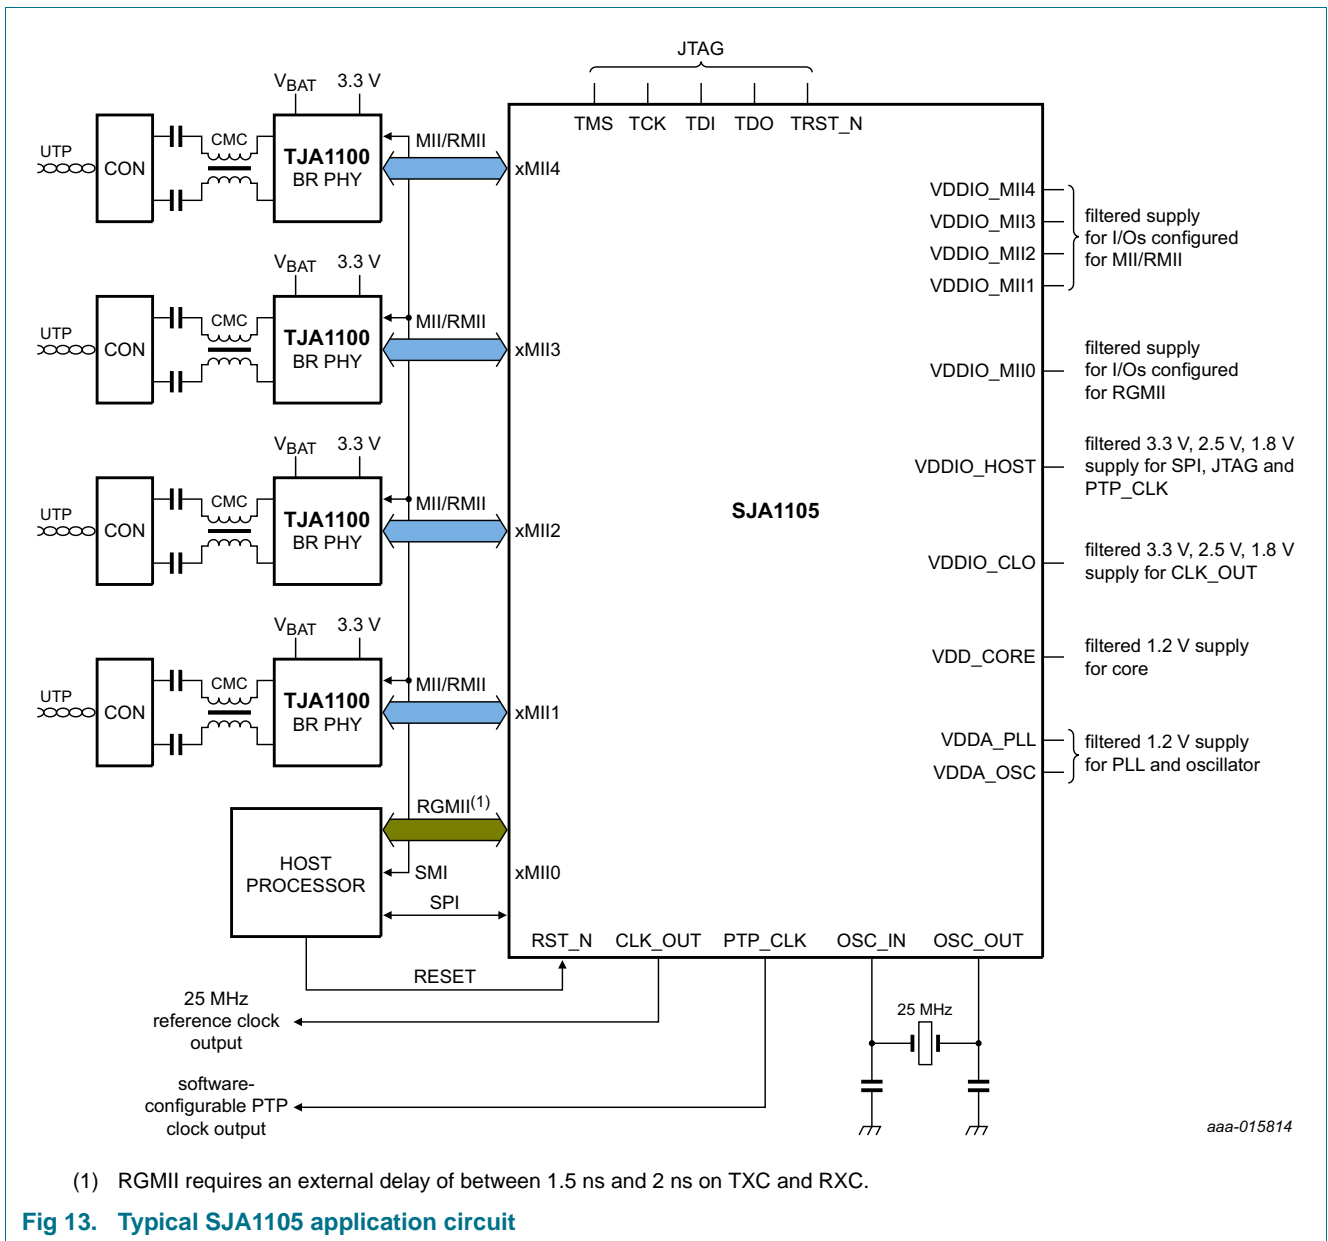 JTAG
TMS TCK TDI TDO TRST_N
VBAT 3.3 V
UTP
CON
CMC
TJA1100
BR PHY
MII/RMII
xMII4
VBAT 3.3 V
UTP
CON
CMC
TJA1100
BR PHY
MII/RMII
xMII3
VBAT 3.3 V
UTP
CON
CMC
TJA1100
BR PHY
MII/RMII
xMII2
VBAT 3.3 V
UTP
CON
CMC
TJA1100
BR PHY
MII/RMII
xMII1
HOST
PROCESSOR
RGMII(1)
SMI
xMII0
SPI
RESET
SJA1105
VDDIO_MII4
VDDIO_MII3
VDDIO_MII2
VDDIO_MII1
filtered supply
for I/Os configured
for MII/RMII
VDDIO_MII0
filtered supply
for I/Os configured
for RGMII
VDDIO_HOST
filtered 3.3 V, 2.5 V, 1.8 V
supply for SPI, JTAG and
PTP_CLK
VDDIO_CLO
filtered 3.3 V, 2.5 V, 1.8 V
supply for CLK_OUT
VDD_CORE
filtered 1.2 V supply
for core
VDDA_PLL
VDDA_OSC
filtered 1.2 V supply
for PLL and oscillator
RST_N CLK_OUT PTP_CLK OSC_IN OSC_OUT
25 MHz
reference clock
output
25 MHz
software-
configurable PTP
clock output
aaa-015814
(1) RGMII requires an external delay of between 1.5 ns and 2 ns on TXC and RXC.
Fig 13. Typical SJA1105 application circuit